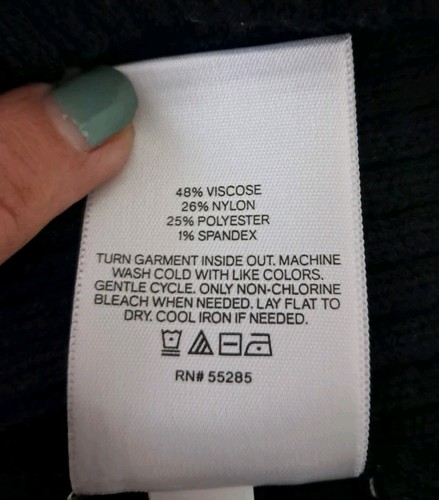 48% VISCOSE
26% NYLON
25% POLYESTER
1% SPANDEX
TURN GARMENT INSIDE OUT. MACHINE
WASH COLD WITH LIKE COLORS.
GENTLE CYCLE. ONLY NON-CHLORINE
BLEACH WHEN NEEDED. LAY FLAT TO
DRY. COOL IRON IF NEEDED.
RN# 55285